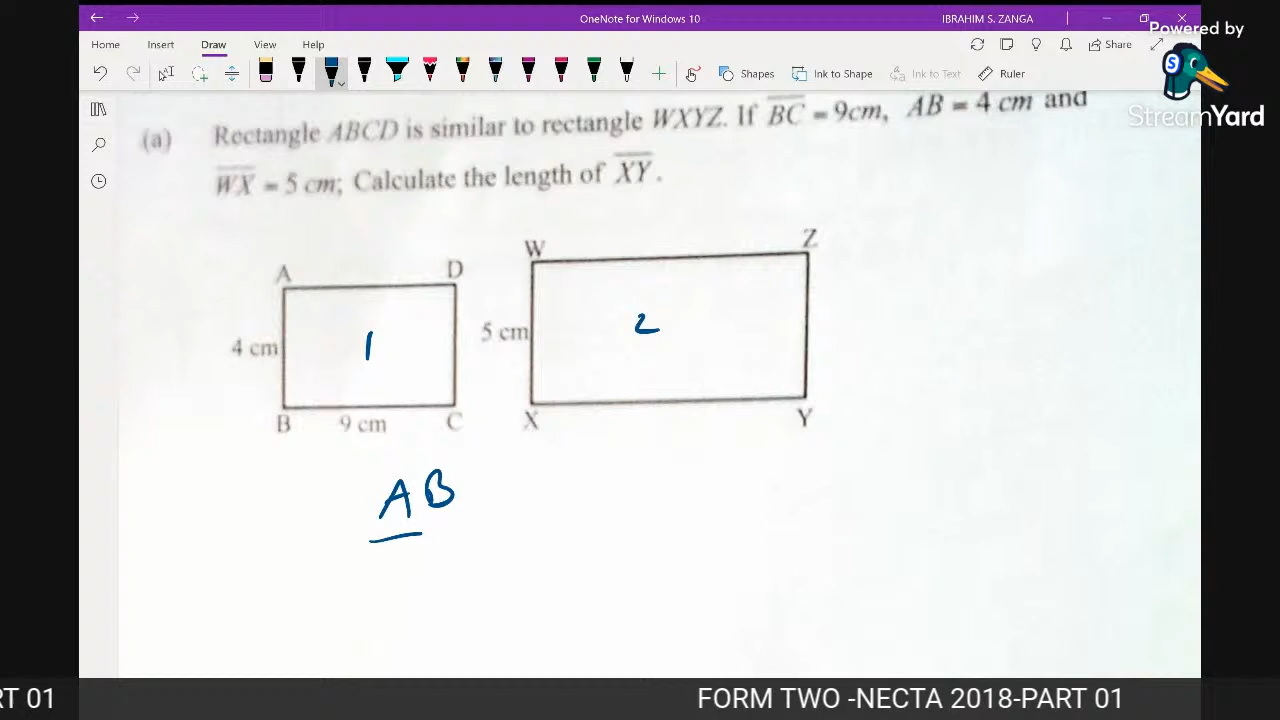 OneNote for Windows 10
IBRAHIM S. ZANGA
Powered by
StreamYard
Home Insert Draw View Help
Share
Shapes Ink to Shape Ink to Text Ruler
(a) Rectangle ABCD is similar to rectangle WXYZ. If BC = 9cm, AB = 4 cm and
WX = 5 cm; Calculate the length of XY.
W Z
A D
1 2
4 cm 5 cm
B 9 cm C X Y
AB
RT 01 FORM TWO -NECTA 2018-PART 01